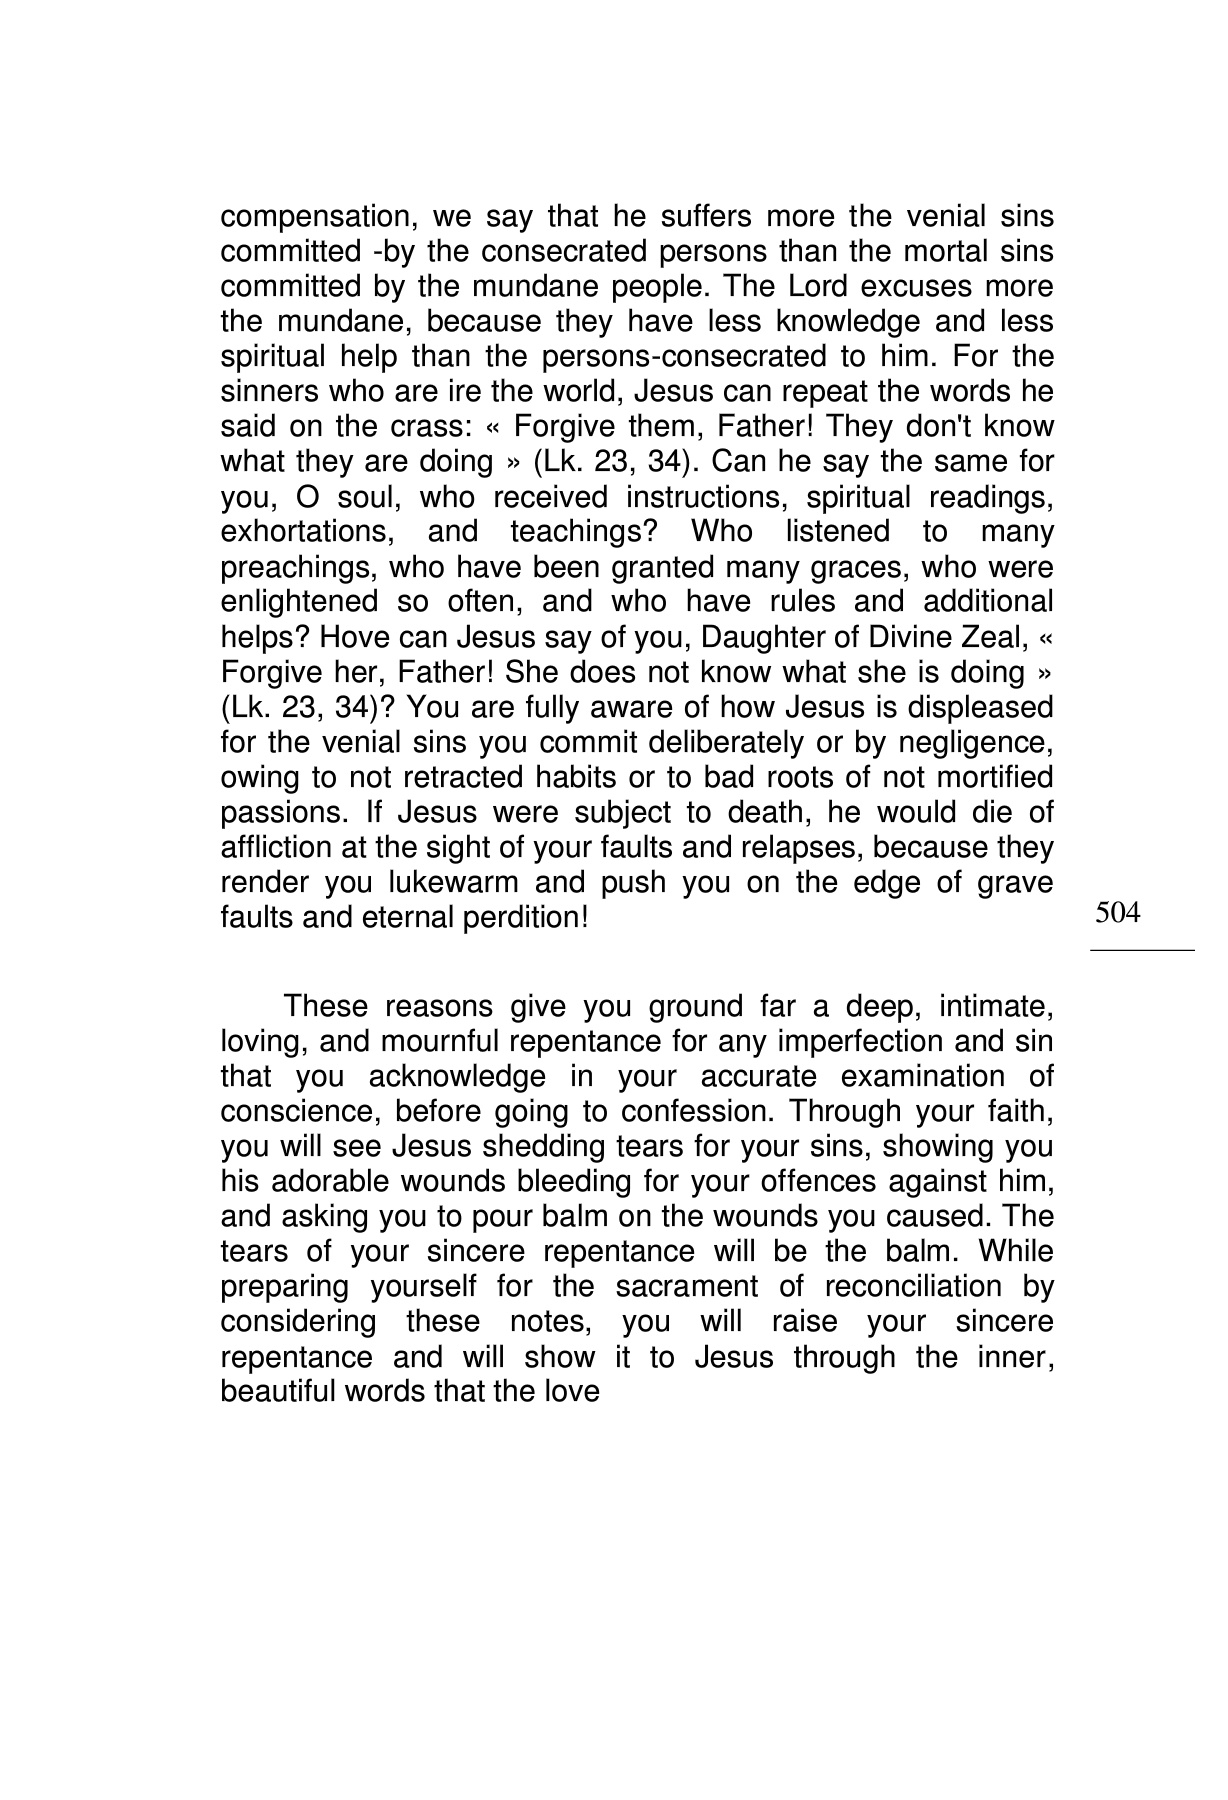 compensation, we say that he suffers more the venial sins
committed -by the consecrated persons than the mortal sins
committed by the mundane people. The Lord excuses more
the mundane, because they have less knowledge and less
spiritual help than the persons-consecrated to him. For the
sinners who are ire the world, Jesus can repeat the words he
said on the crass: « Forgive them, Father! They don't know
what they are doing » (Lk. 23, 34). Can he say the same for
you, O soul, who received instructions, spiritual readings,
exhortations, and teachings? Who listened to many
preachings, who have been granted many graces, who were
enlightened so often, and who have rules and additional
helps? Hove can Jesus say of you, Daughter of Divine Zeal, «
Forgive her, Father! She does not know what she is doing »
(Lk. 23, 34)? You are fully aware of how Jesus is displeased
for the venial sins you commit deliberately or by negligence,
owing to not retracted habits or to bad roots of not mortified
passions. If Jesus were subject to death, he would die of
affliction at the sight of your faults and relapses, because they
render you lukewarm and push you on the edge of grave
faults and eternal perdition!
504
These reasons give you ground far a deep, intimate,
loving, and mournful repentance for any imperfection and sin
that you acknowledge in your accurate examination of
conscience, before going to confession. Through your faith,
you will see Jesus shedding tears for your sins, showing you
his adorable wounds bleeding for your offences against him,
and asking you to pour balm on the wounds you caused. The
tears of your sincere repentance will be the balm. While
preparing yourself for the sacrament of reconciliation by
considering these notes, you will raise your sincere
repentance and will show it to Jesus through the inner,
beautiful words that the love